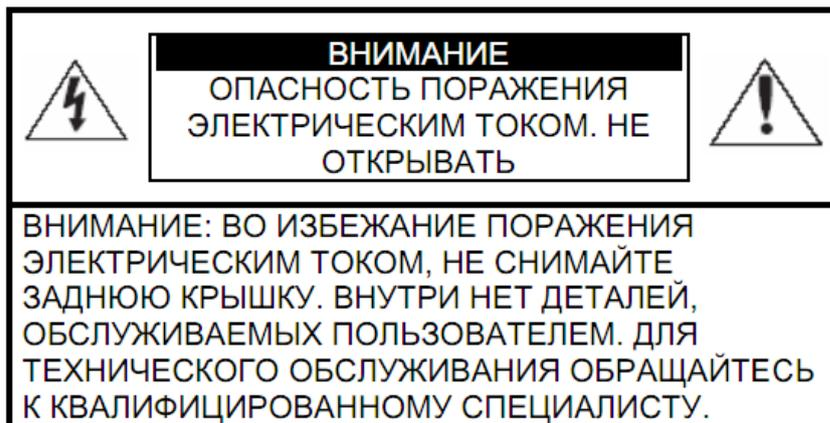 ВНИМАНИЕ
ОПАСНОСТЬ ПОРАЖЕНИЯ
ЭЛЕКТРИЧЕСКИМ ТОКОМ. НЕ
ОТКРЫВАТЬ
ВНИМАНИЕ: ВО ИЗБЕЖАНИЕ ПОРАЖЕНИЯ
ЭЛЕКТРИЧЕСКИМ ТОКОМ, НЕ СНИМАЙТЕ
ЗАДНЮЮ КРЫШКУ. ВНУТРИ НЕТ ДЕТАЛЕЙ,
ОБСЛУЖИВАЕМЫХ ПОЛЬЗОВАТЕЛЕМ. ДЛЯ
ТЕХНИЧЕСКОГО ОБСЛУЖИВАНИЯ ОБРАЩАЙТЕСЬ
К КВАЛИФИЦИРОВАННОМУ СПЕЦИАЛИСТУ.